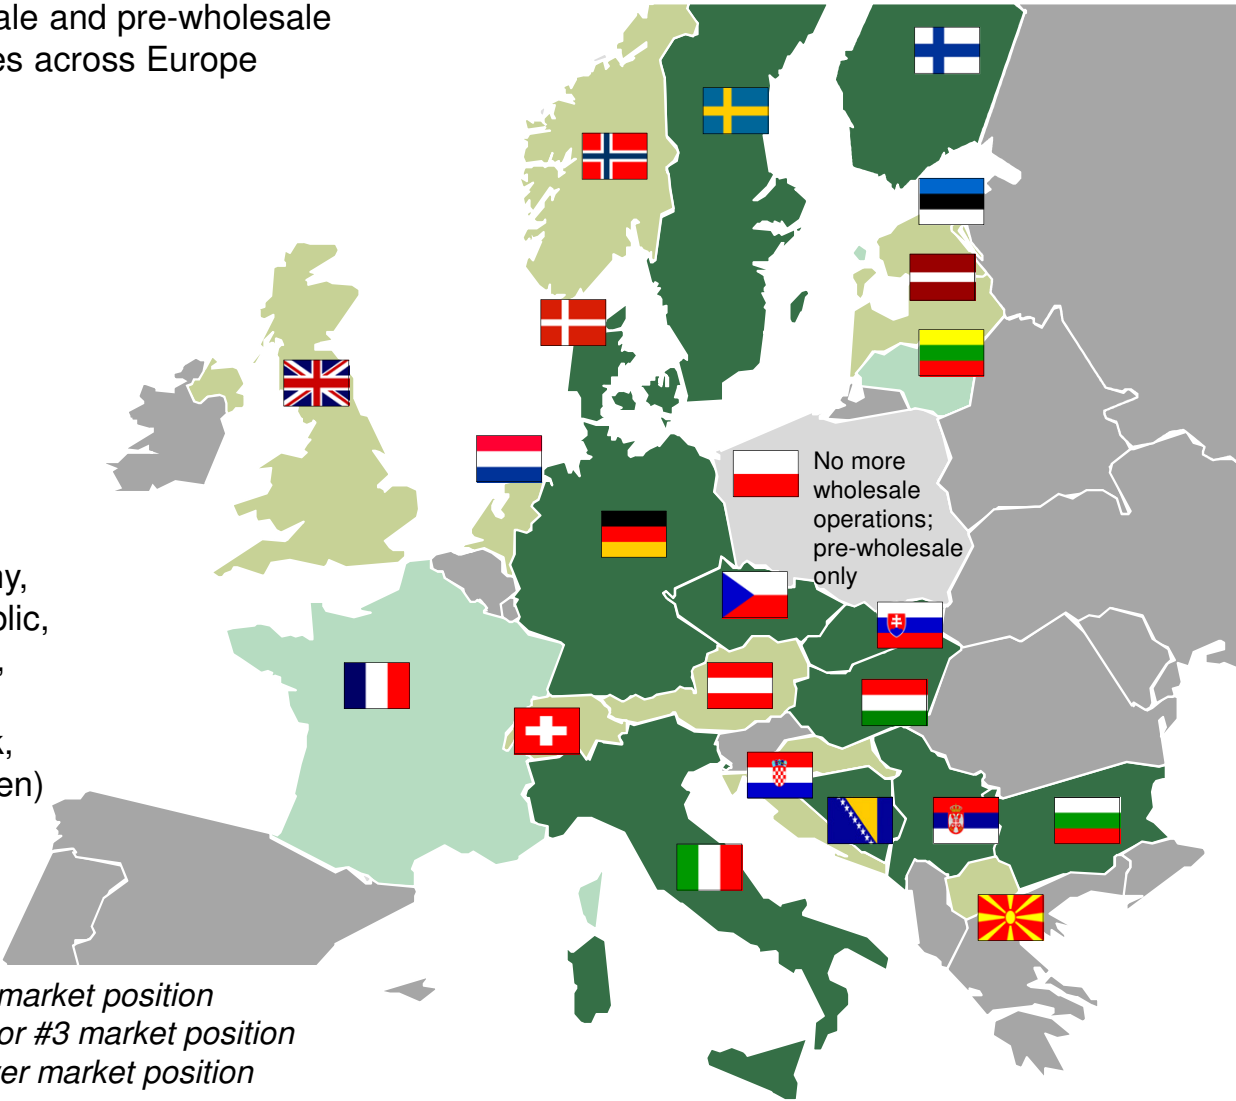 ale and pre-wholesale
es across Europe
No more
wholesale
operations;
pre-wholesale
only
ny,
blic,
,
k,
en)
market position
or #3 market position
er market position